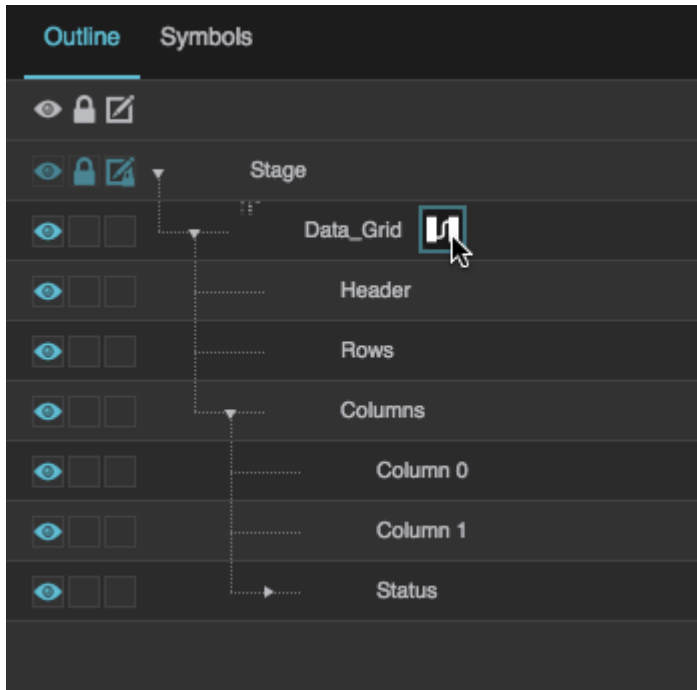 Outline Symbols
Stage
Data_Grid
Header
Rows
Columns
Column 0
Column 1
Status